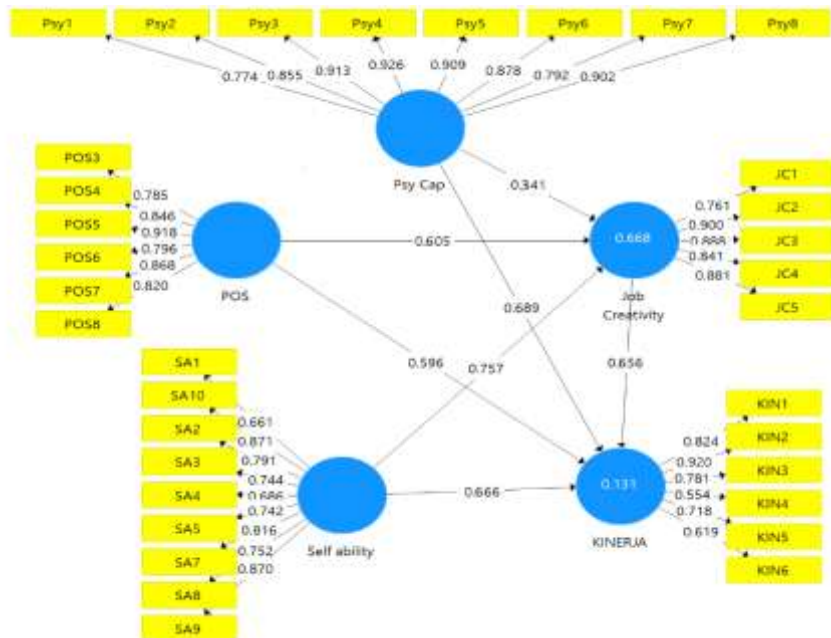 Psy1 Psy2 Psy3 Psy4 Psy5 Psy6 Psy7 Psy8
0.774 0.855 0.913 0.926 0.909 0.878 0.792 0.902
Psy Cap
POS3
POS4
POS5
POS6
POS7
POS8
0.785
0.846
0.918
0.796
0.868
0.820
POS
0.341
0.605
0.689
0.596
0.757
0.656
0.666
JC1
JC2
JC3
JC4
JC5
0.761
0.900
0.888
0.841
0.881
0.668
Job
Creativity
SA1
SA10
SA2
SA3
SA4
SA5
SA7
SA8
SA9
0.661
0.871
0.791
0.744
0.686
0.742
0.816
0.752
0.870
Self ability
KIN1
KIN2
KIN3
KIN4
KIN5
KIN6
0.824
0.920
0.781
0.554
0.718
0.619
0.131
KINERJA